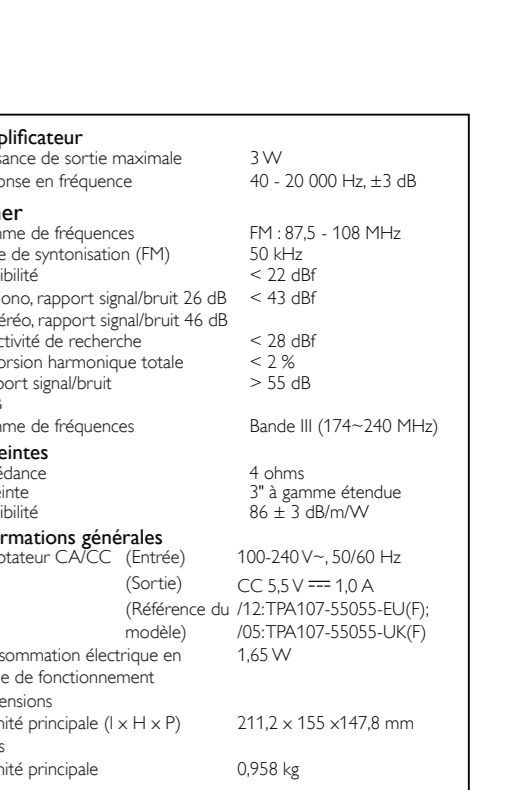 plificateur
sance de sortie maximale 3 W
onse en fréquence 40 - 20 000 Hz, ±3 dB
ner
me de fréquences FM : 87,5 - 108 MHz
e de syntonisation (FM) 50 kHz
ibilité < 22 dBf
ono, rapport signal/bruit 26 dB < 43 dBf
éréo, rapport signal/bruit 46 dB
ctivité de recherche < 28 dBf
orsion harmonique totale < 2 %
port signal/bruit > 55 dB
B
me de fréquences Bande III (174~240 MHz)
eintes
édance 4 ohms
einte 3" à gamme étendue
ibilité 86 ± 3 dB/m/W
rmations générales
ptateur CA/CC (Entrée) 100-240 V~, 50/60 Hz
(Sortie) CC 5,5 V ⎓ 1,0 A
(Référence du /12:TPA107-55055-EU(F);
modèle) /05:TPA107-55055-UK(F)
sommation électrique en 1,65 W
e de fonctionnement
ensions
nité principale (l x H x P) 211,2 x 155 x147,8 mm
s
nité principale 0,958 kg